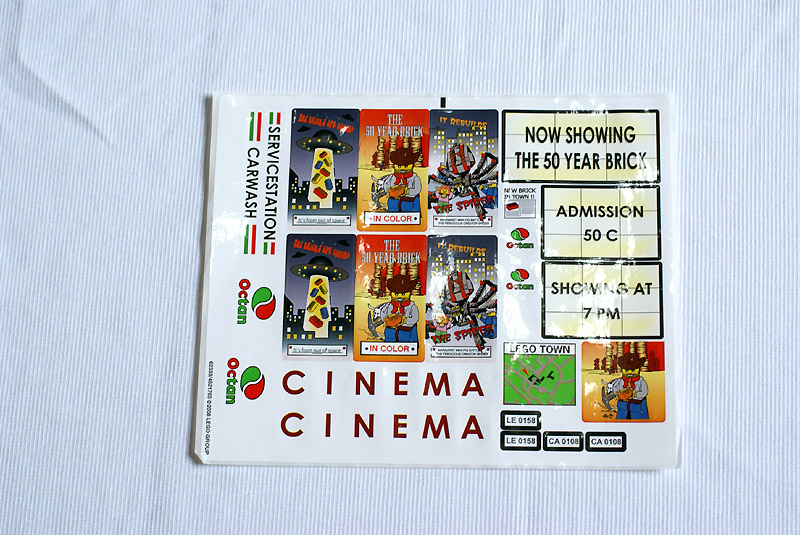 SERVICESTATION
CARWASH
THE
50 YEAR BRICK
IN COLOR
IT REBUILDS
THE SPIDER
It's from out of space
NOW SHOWING
THE 50 YEAR BRICK
NEW BRICK
IN TOWN !!
ADMISSION
50 C
Octan
THE
50 YEAR BRICK
IN COLOR
IT REBUILDS
THE SPIDER
It's from out of space
Octan
SHOWING AT
7 PM
Octan
Octan
LEGO TOWN
CINEMA
CINEMA
LE 0158
LE 0158
CA 0108
CA 0108
© 2008 LEGO GROUP